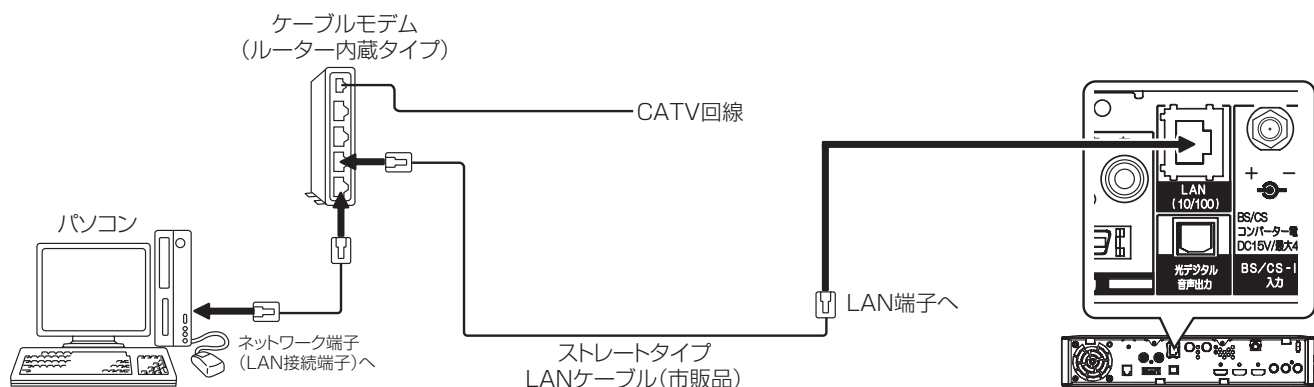 ケーブルモデム
(ルーター内蔵タイプ)
CATV回線
パソコン
ネットワーク端子
(LAN接続端子)へ
ストレートタイプ
LANケーブル(市販品)
LAN端子へ
LAN
(10/100)
光デジタル
音声出力
+ −
BS/CS
コンバーター電
DC15V/最大4
BS/CS-I
入力